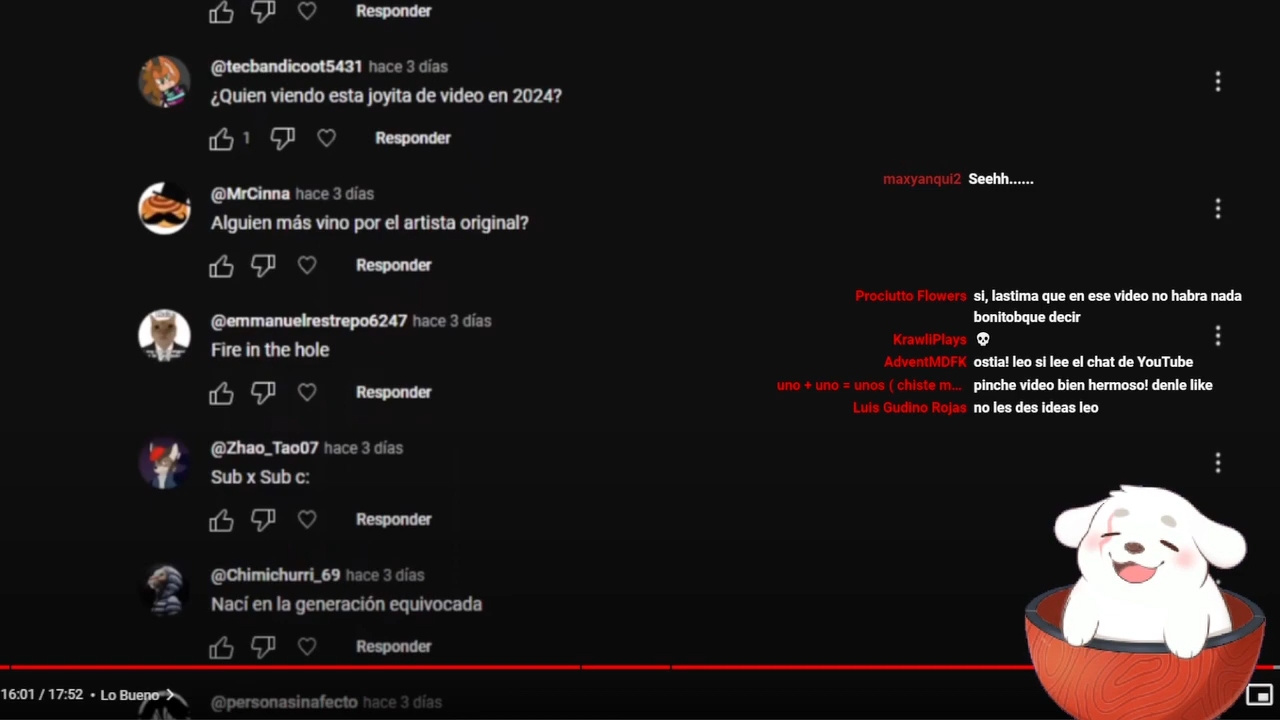 Responder
@tecbandicoot5431 hace 3 días
¿Quien viendo esta joyita de video en 2024?
1 Responder
@MrCinna hace 3 días
Alguien más vino por el artista original?
Responder
@emmanuelrestrepo6247 hace 3 días
Fire in the hole
Responder
@Zhao_Tao07 hace 3 días
Sub x Sub c:
Responder
@Chimichurri_69 hace 3 días
Nací en la generación equivocada
Responder
@personasinafecto hace 3 días
16:01 / 17:52 • Lo Bueno
maxyanqui2 Seehh......
Prociutto Flowers si, lastima que en ese video no habra nada
bonitobque decir
KrawliPlays 💀
AdventMDFK ostia! leo si lee el chat de YouTube
uno + uno = unos ( chiste m... pinche video bien hermoso! denle like
Luis Gudino Rojas no les des ideas leo